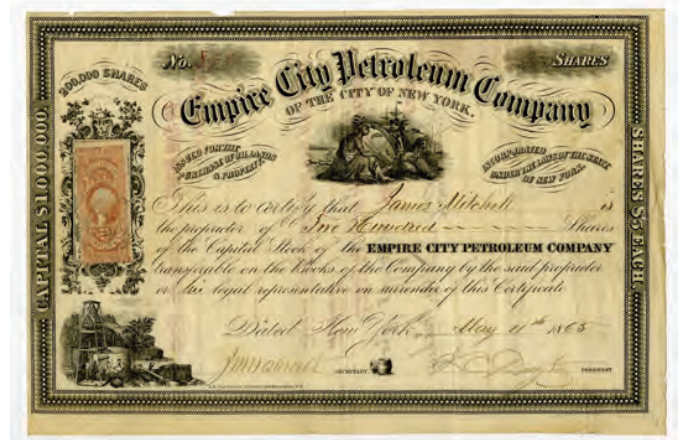 No. SHARES
200,000 SHARES
Empire City Petroleum Company
OF THE CITY OF NEW YORK.
ISSUED FOR THE
PURCHASE OF OIL LANDS
& PROPERTY.
INCORPORATED
UNDER THE LAWS OF THE STATE
OF NEW YORK.
CAPITAL $1,000,000.
SHARES $5 EACH.
This is to certify that James Mitchell is
the proprietor of Five Hundred Shares
of the Capital Stock of the EMPIRE CITY PETROLEUM COMPANY
transferable on the Books of the Company by the said proprietor
or his legal representative on surrender of this Certificate
Dated New York May 11th 1865
SECRETARY. PRESIDENT